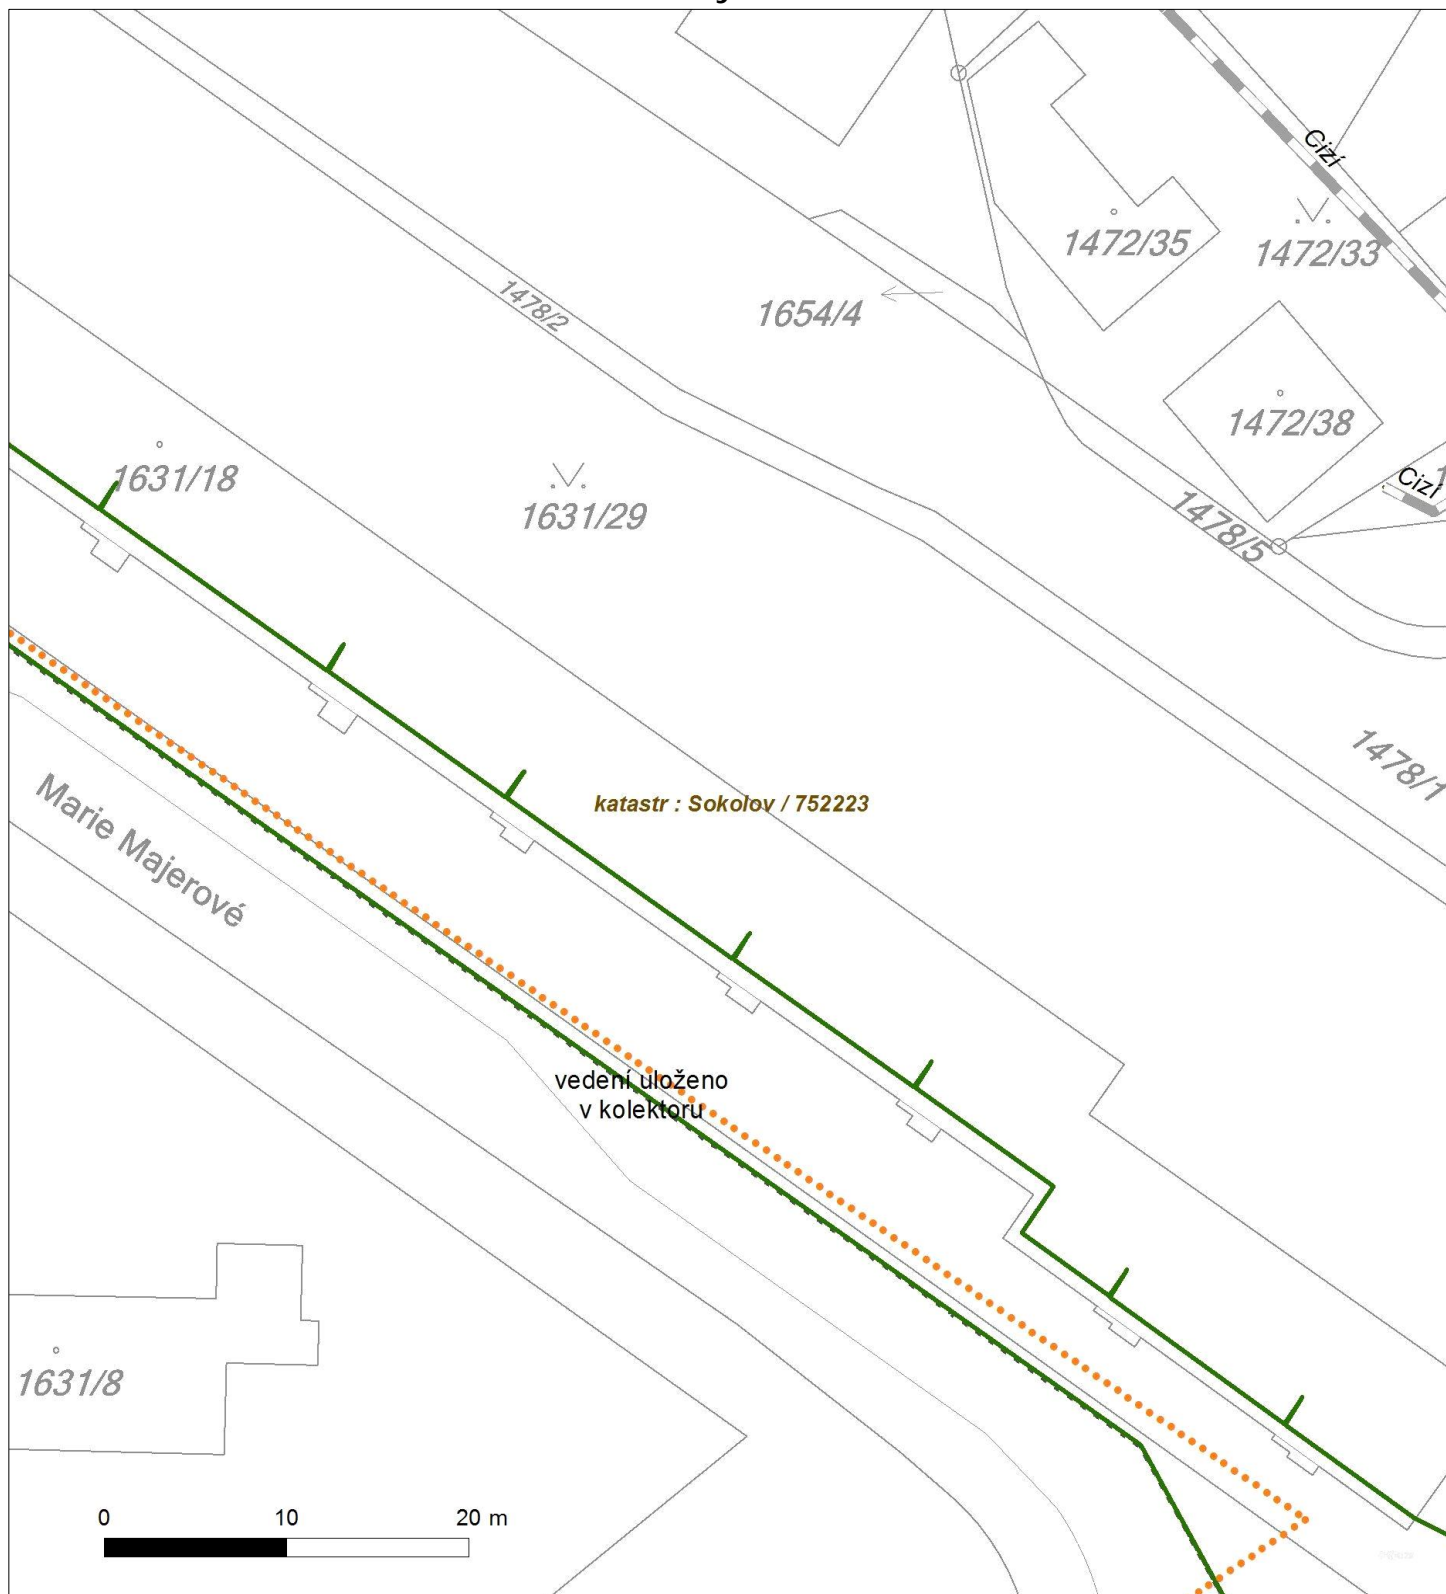 Cizí
1472/35
1472/33
1478/2
1654/4
1472/38
1631/18
Cizí
1631/29
1478/5
1478/1
katastr : Sokolov / 752223
Marie Majerové
vedení uloženo
v kolektoru
1631/8
0 10 20 m